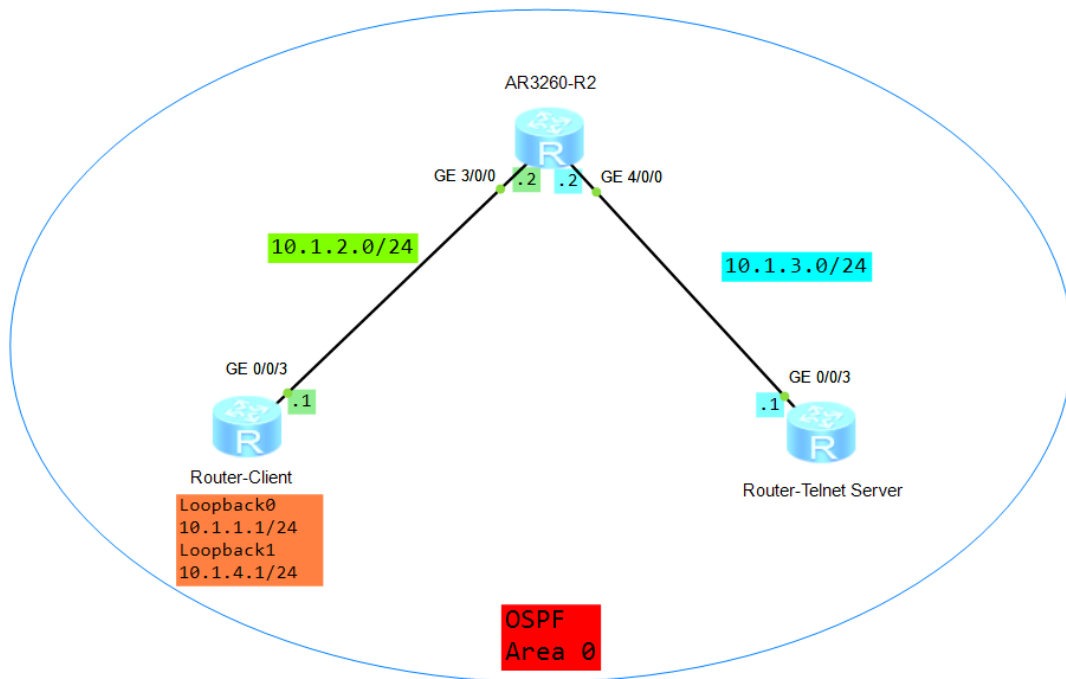 AR3260-R2
R
GE 3/0/0
.2
.2
GE 4/0/0
10.1.2.0/24
10.1.3.0/24
GE 0/0/3
.1
GE 0/0/3
.1
R
R
Router-Client
Router-Telnet Server
Loopback0
10.1.1.1/24
Loopback1
10.1.4.1/24
OSPF
Area 0